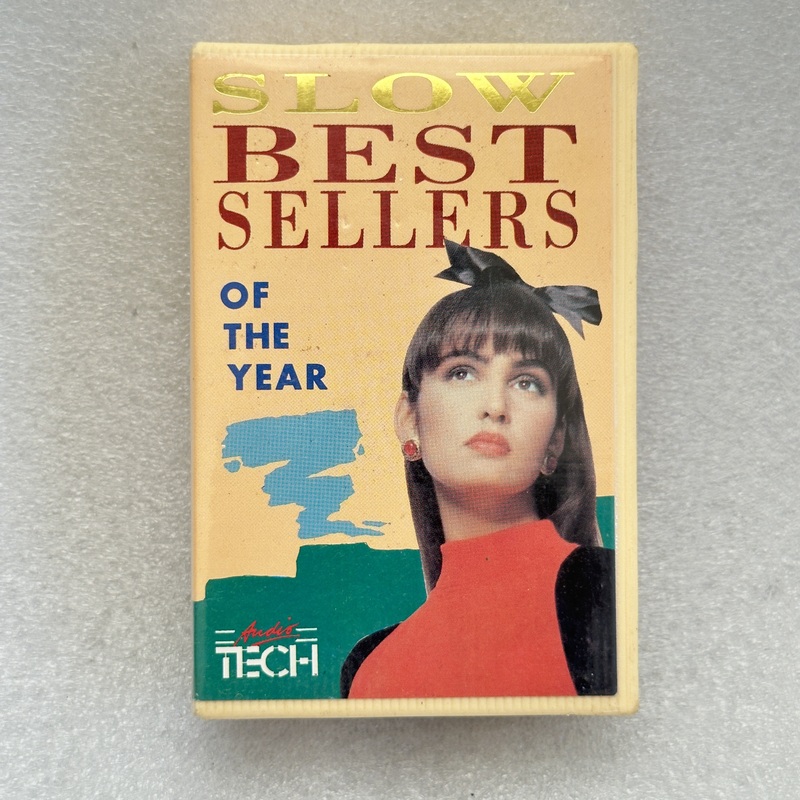 SLOW
BEST
SELLERS
OF
THE
YEAR
Audio
TECH